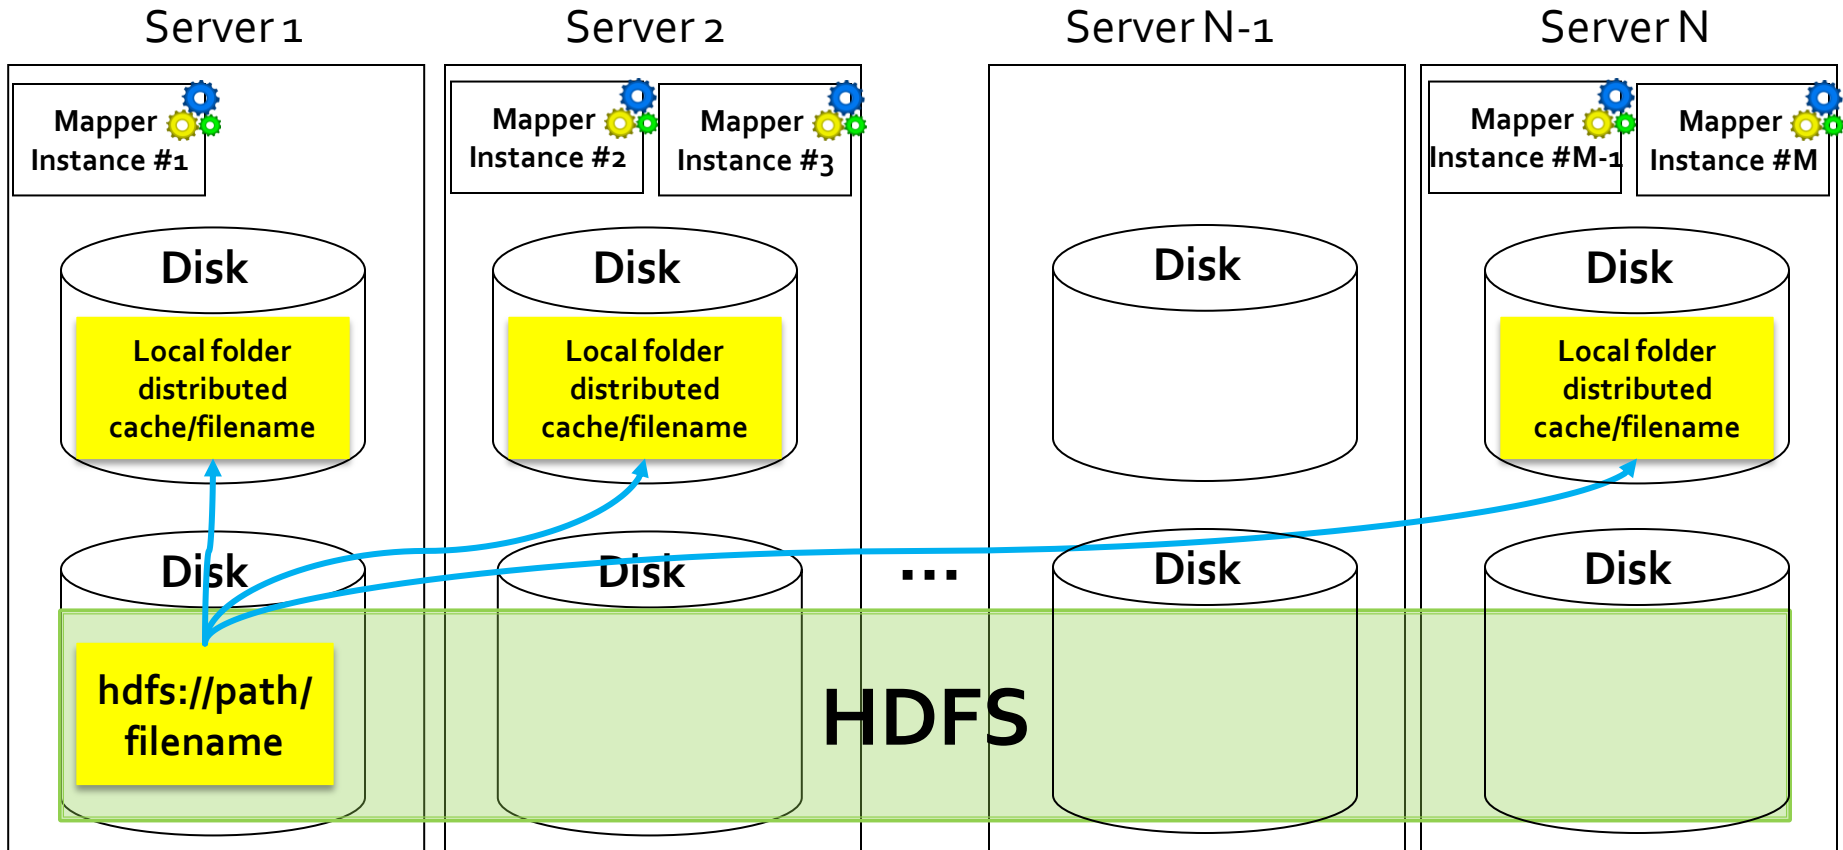 Server 1
Server 2
Server N-1
Server N
Mapper
Instance #1
Mapper
Instance #2
Mapper
Instance #3
Mapper
Instance #M-1
Mapper
Instance #M
Disk
Disk
Disk
Disk
Local folder
distributed
cache/filename
Local folder
distributed
cache/filename
Local folder
distributed
cache/filename
Disk
Disk
...
Disk
Disk
hdfs://path/
filename
HDFS